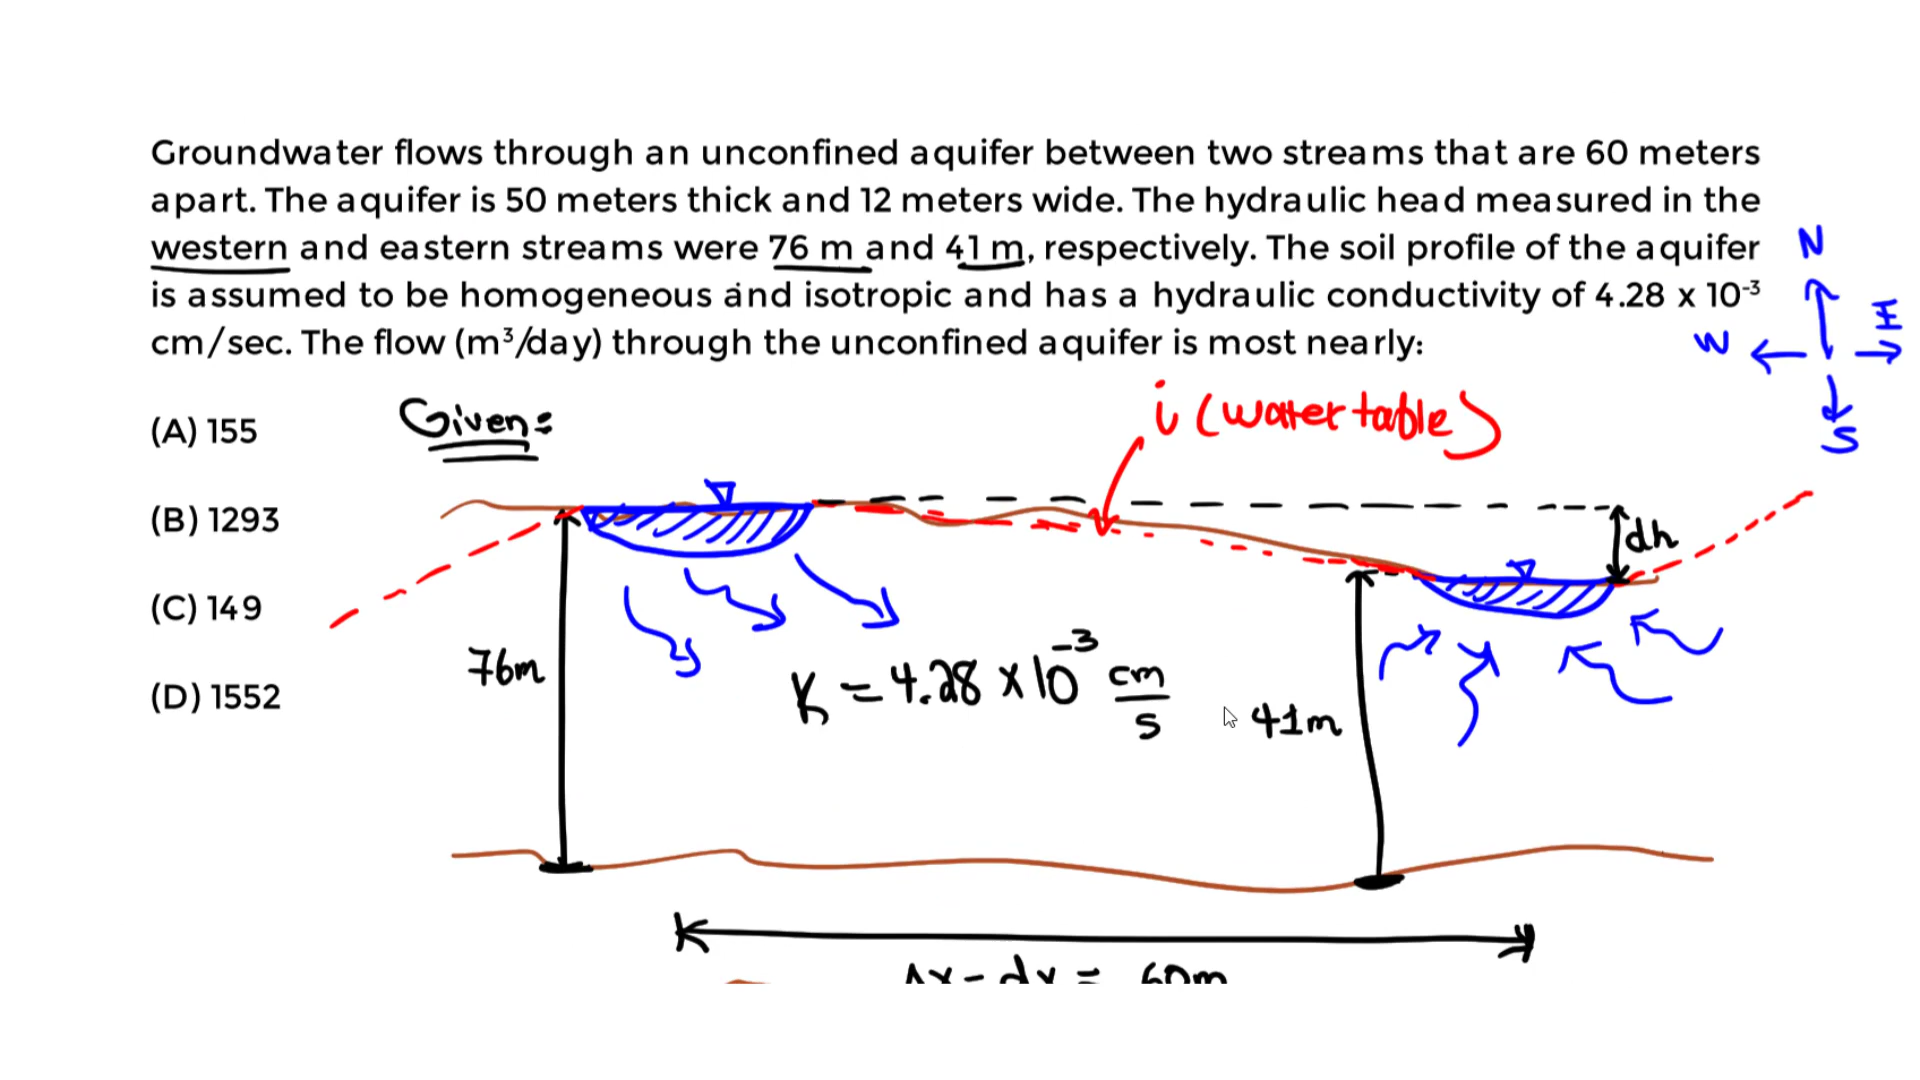 Groundwater flows through an unconfined aquifer between two streams that are 60 meters
apart. The aquifer is 50 meters thick and 12 meters wide. The hydraulic head measured in the
western and eastern streams were 76 m and 41 m, respectively. The soil profile of the aquifer
is assumed to be homogeneous and isotropic and has a hydraulic conductivity of 4.28 x 10⁻³
cm/sec. The flow (m³/day) through the unconfined aquifer is most nearly:
N
W E
S
(A) 155
(B) 1293
(C) 149
(D) 1552
Given:
i (water table)
dh
76m
K = 4.28 x 10⁻³ cm/s
41m
Δx = dx = 60m